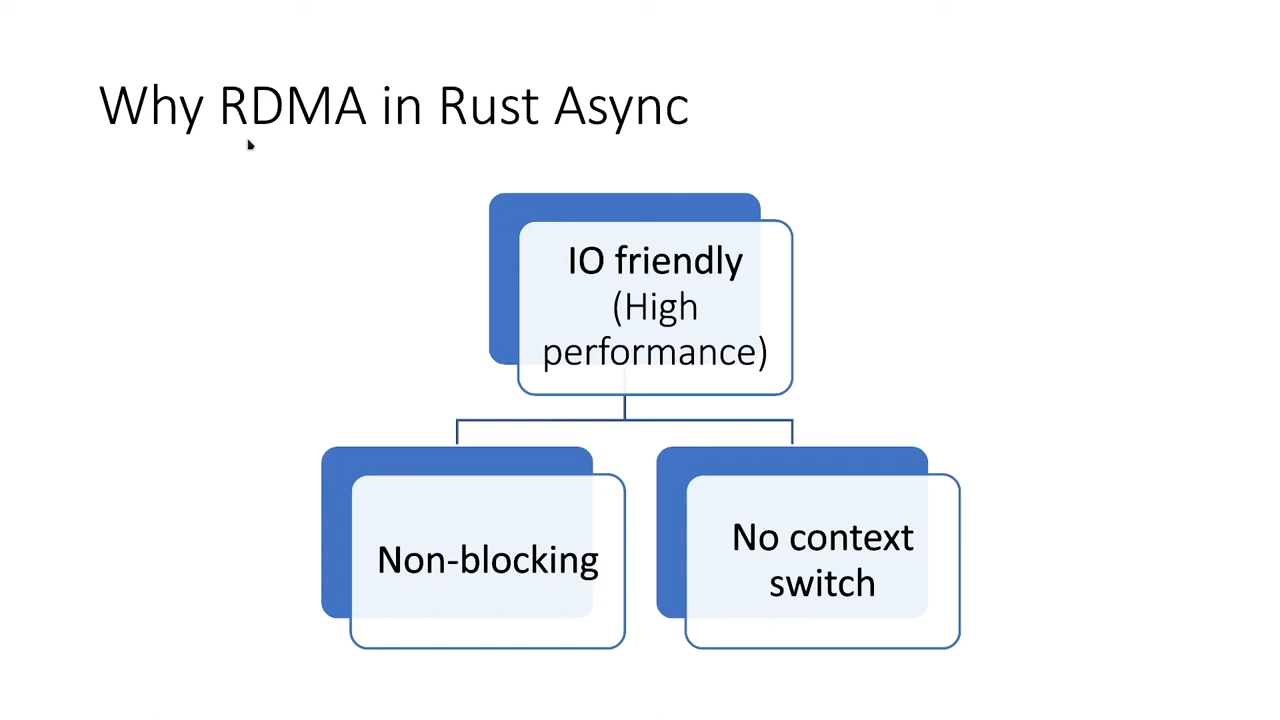 Why RDMA in Rust Async
IO friendly
(High
performance)
Non-blocking
No context
switch